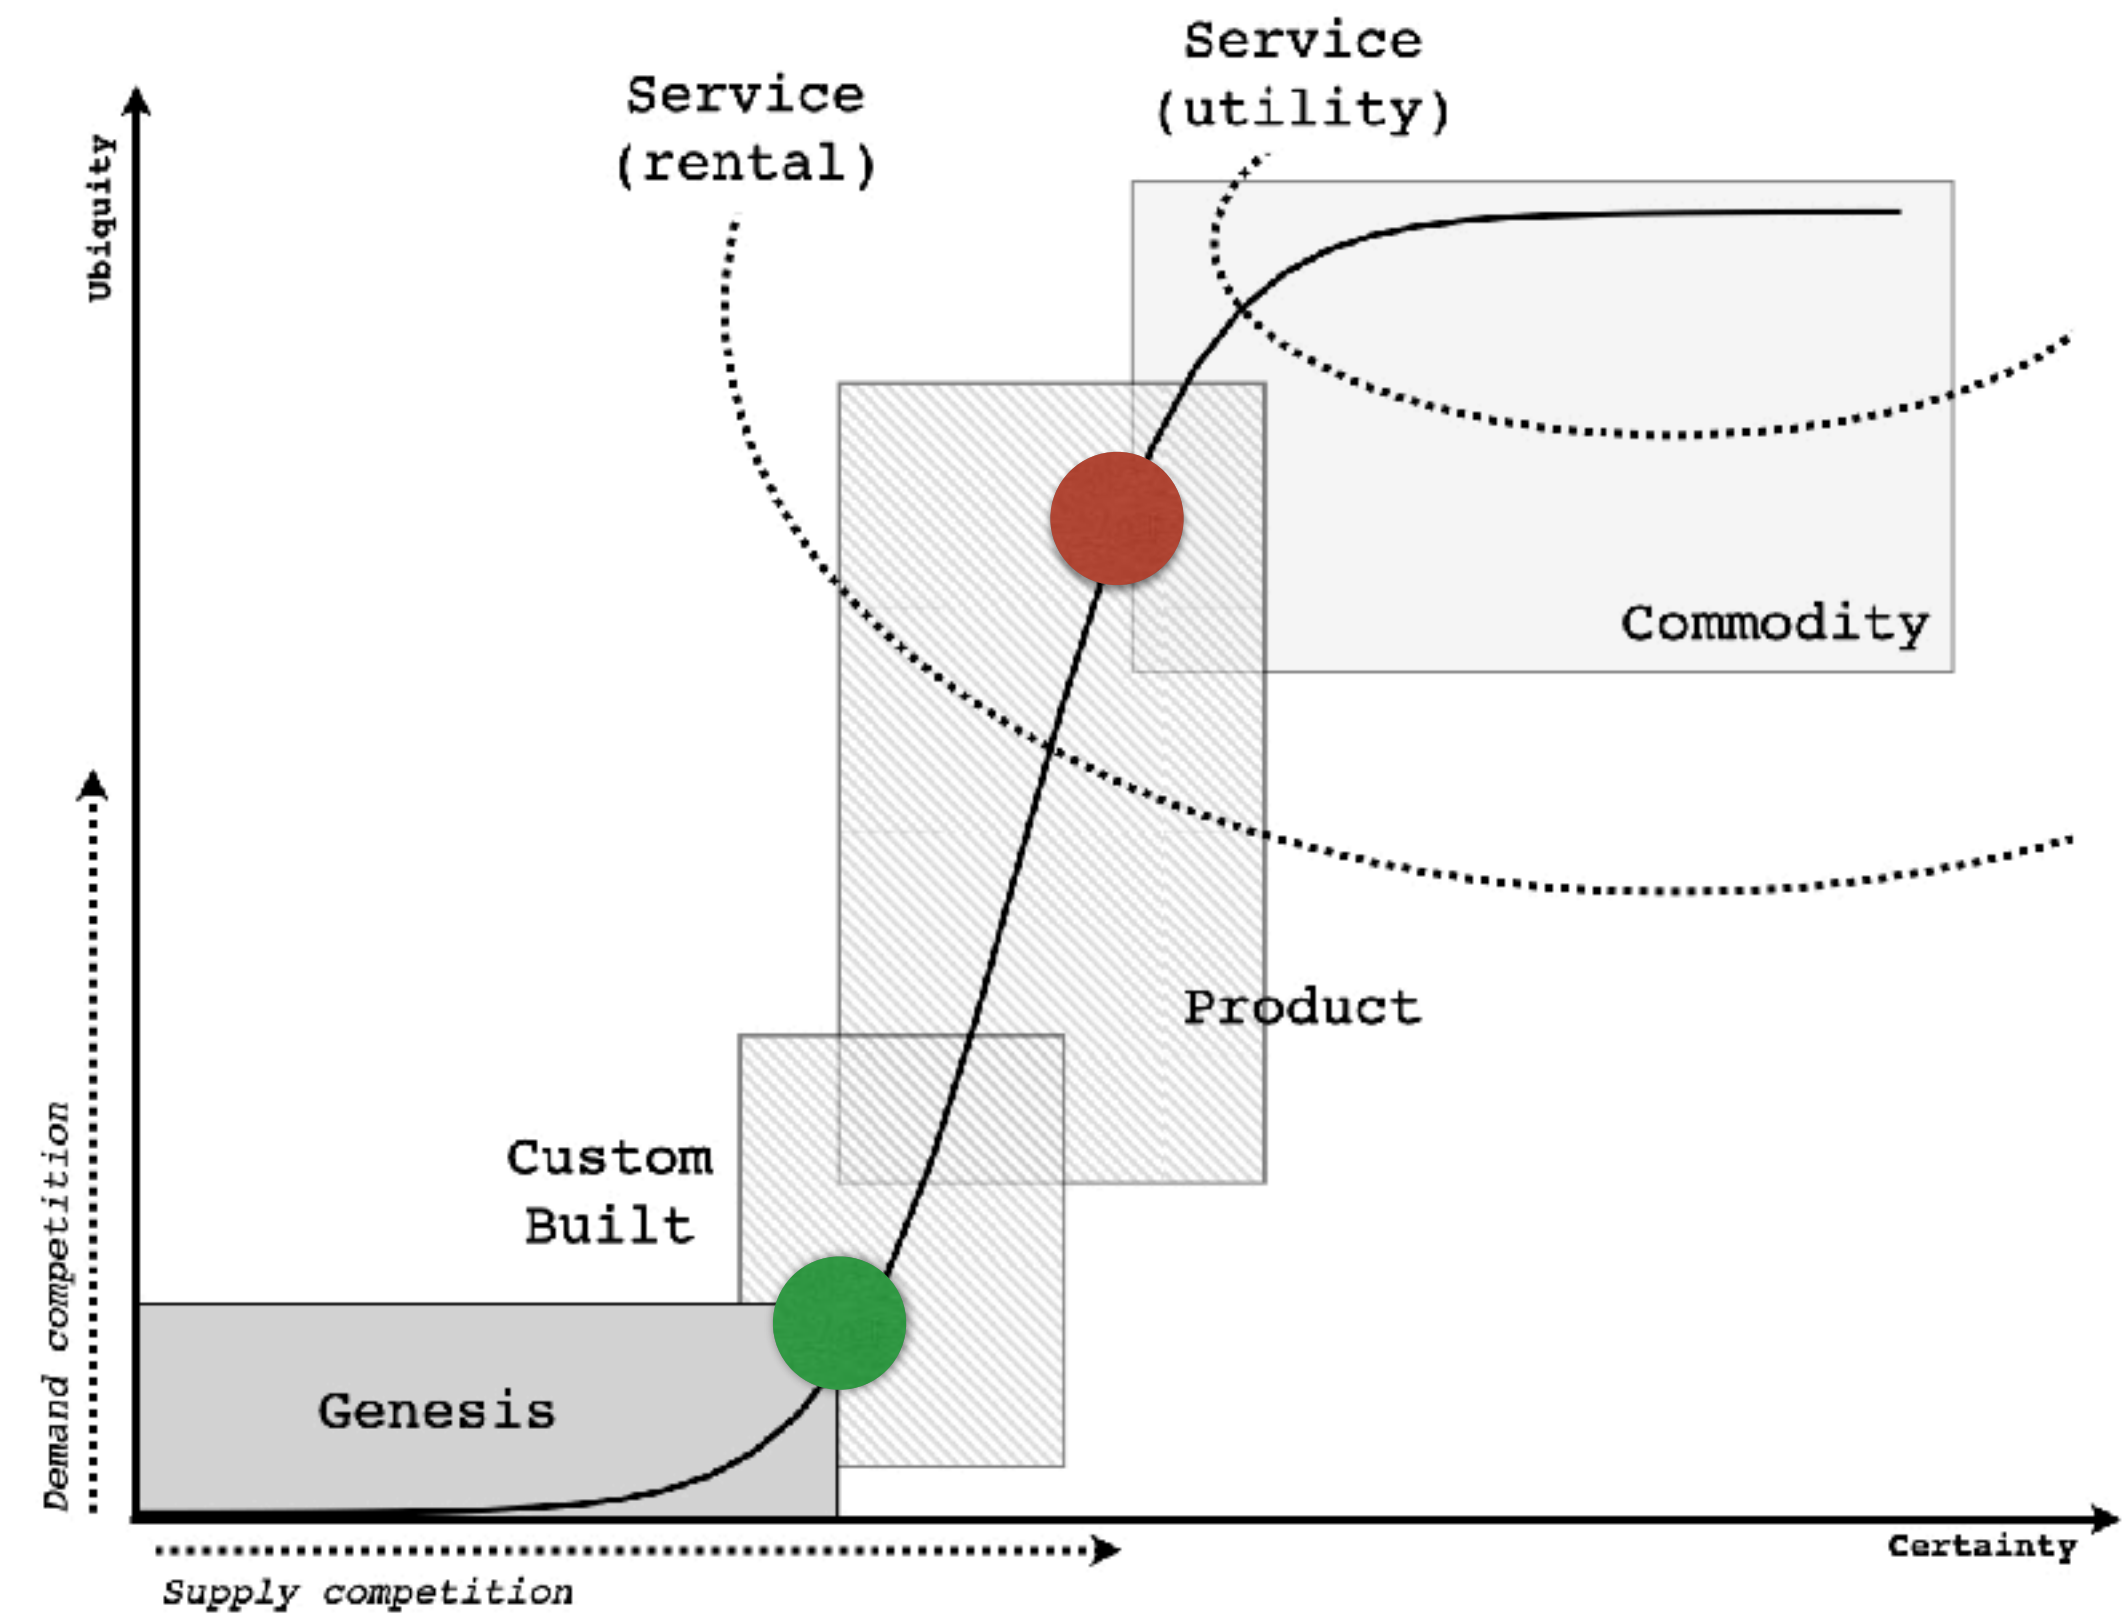 Service
(utility)
Service
(rental)
Ubiquity
Commodity
Product
Custom
Built
Genesis
Demand competition
Certainty
Supply competition